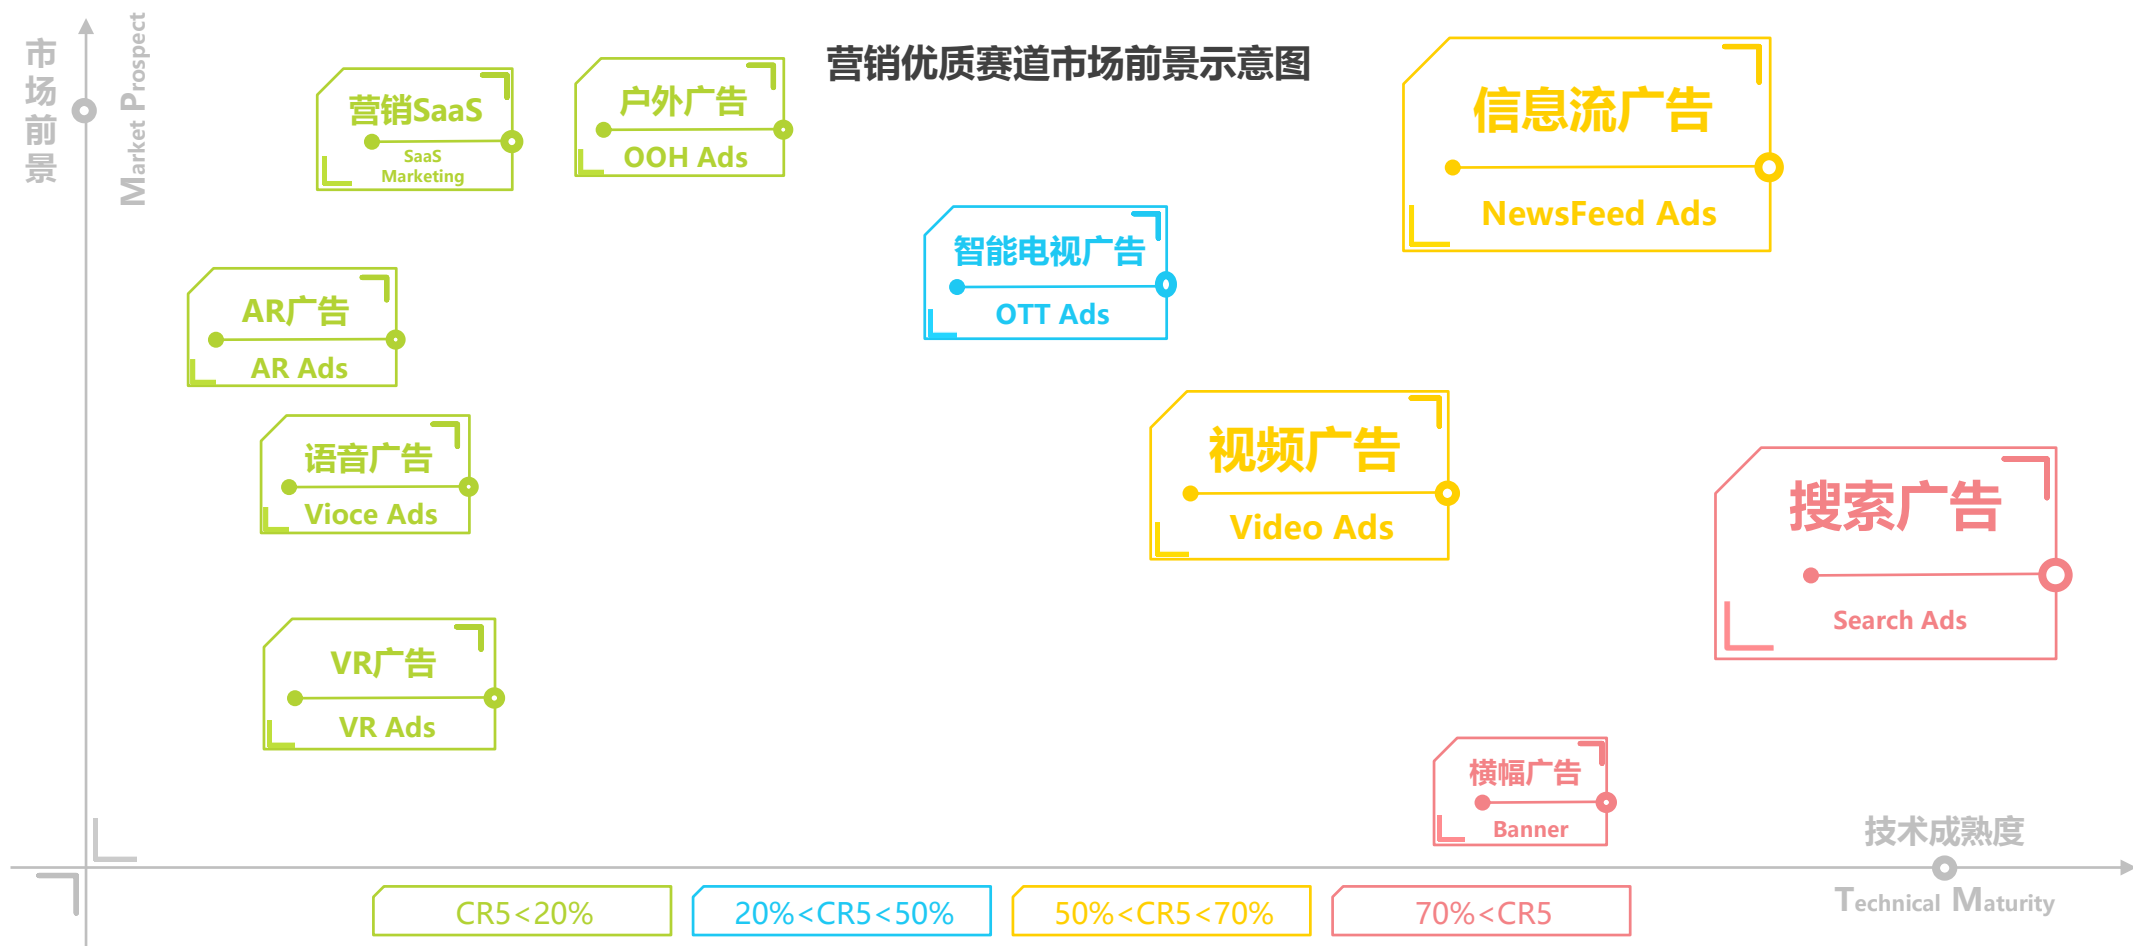 营销优质赛道市场前景示意图
市场前景
Market Prospect
营销SaaS
SaaS
Marketing
户外广告
OOH Ads
信息流广告
NewsFeed Ads
智能电视广告
OTT Ads
AR广告
AR Ads
语音广告
Vioce Ads
视频广告
Video Ads
搜索广告
Search Ads
VR广告
VR Ads
横幅广告
Banner
技术成熟度
Technical Maturity
CR5<20%
20%<CR5<50%
50%<CR5<70%
70%<CR5